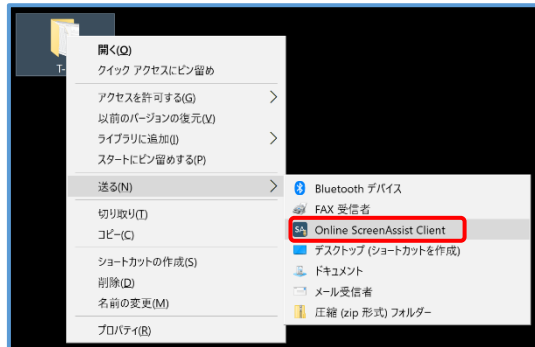 T-
開く(O)
クイック アクセスにピン留め
アクセスを許可する(G)
以前のバージョンの復元(V)
ライブラリに追加(I)
スタートにピン留めする(P)
送る(N)
切り取り(T)
コピー(C)
ショートカットの作成(S)
削除(D)
名前の変更(M)
プロパティ(R)
Bluetooth デバイス
FAX 受信者
SA
Online ScreenAssist Client
デスクトップ (ショートカットを作成)
ドキュメント
メール受信者
圧縮 (zip 形式) フォルダー